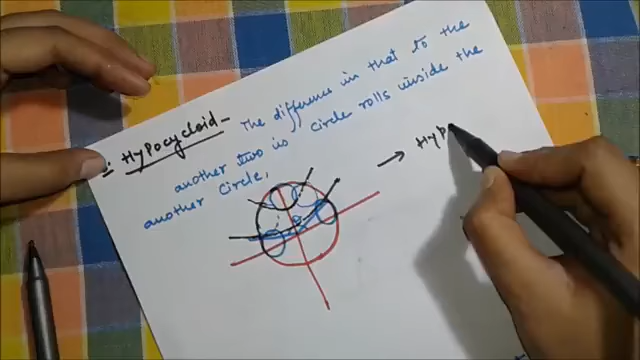 :- HyPocycloid - The difference in that to the
another two is circle rolls inside the
another circle,
→ HyP